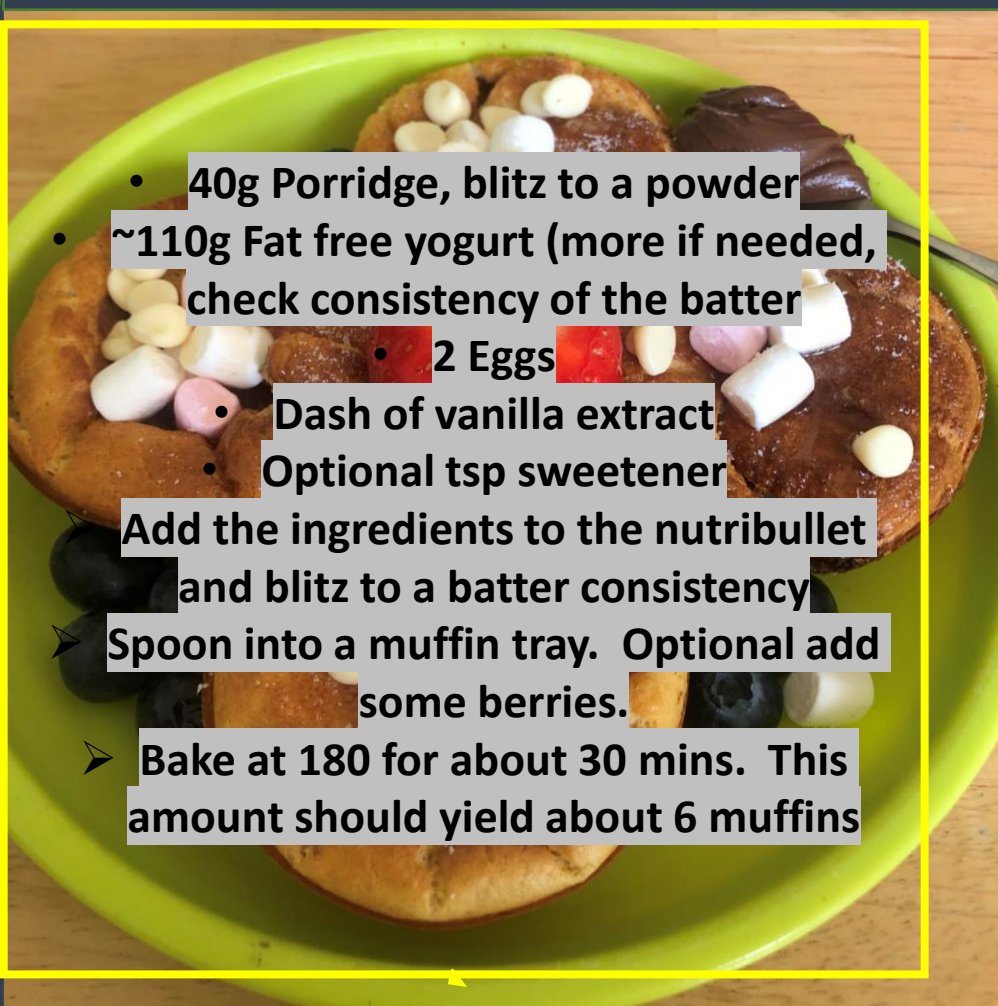 • 40g Porridge, blitz to a powder
• ~110g Fat free yogurt (more if needed,
check consistency of the batter
• 2 Eggs
• Dash of vanilla extract
• Optional tsp sweetener
➢ Add the ingredients to the nutribullet
and blitz to a batter consistency
➢ Spoon into a muffin tray.  Optional add
some berries.
➢ Bake at 180 for about 30 mins.  This
amount should yield about 6 muffins